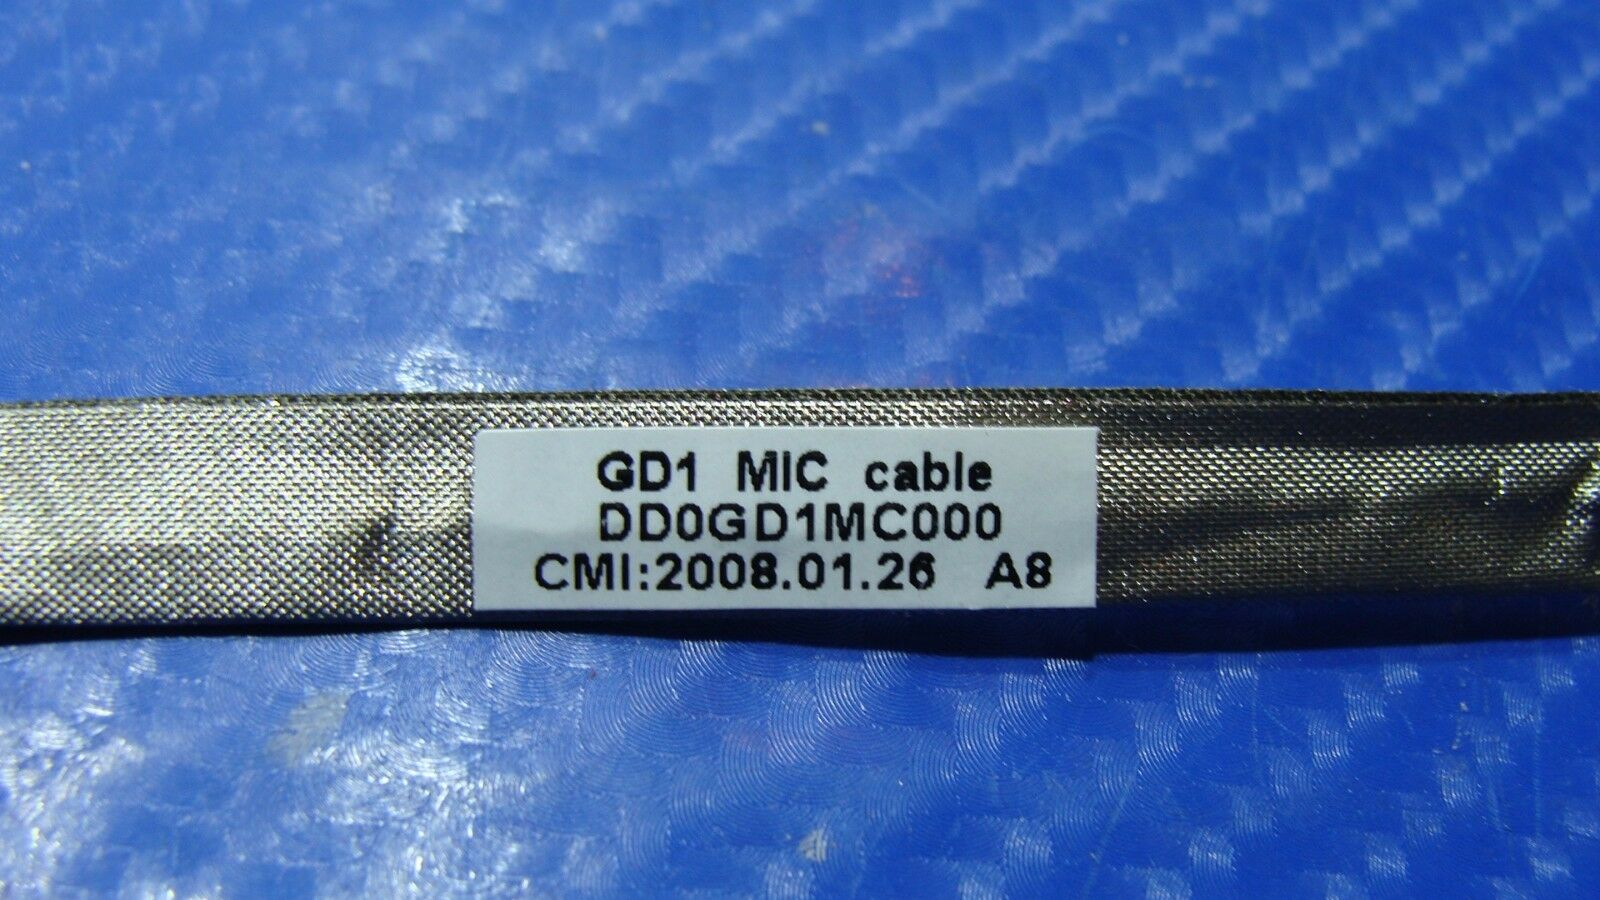 GD1 MIC cable
DD0GD1MC000
CMI:2008.01.26 A8